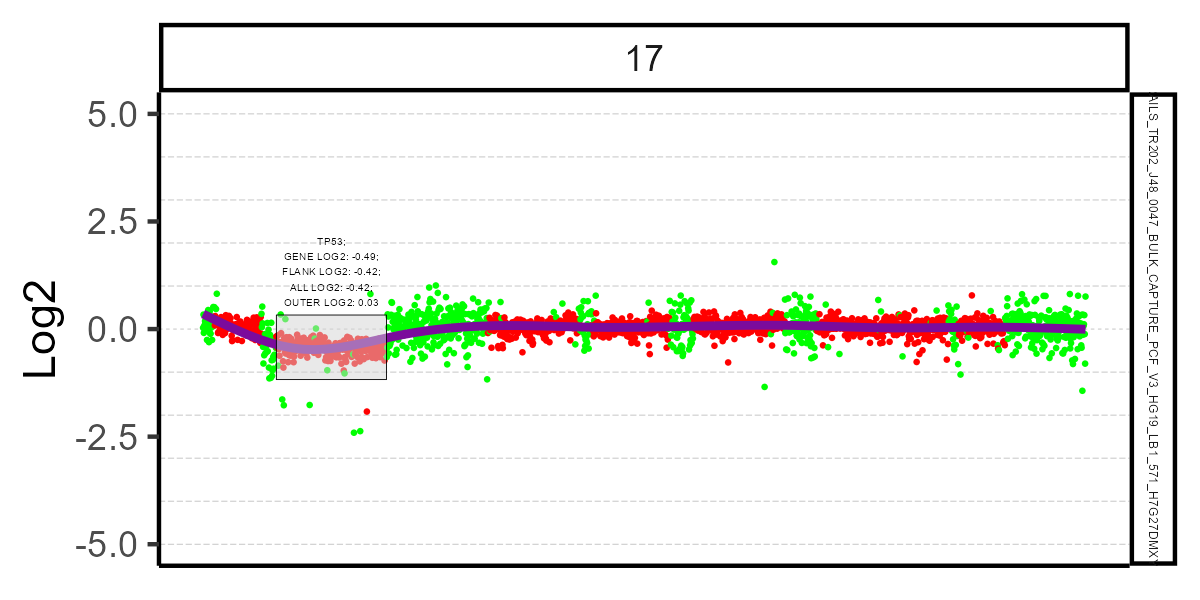 17
5.0
2.5
0.0
-2.5
-5.0
Log2
TP53;
GENE LOG2: -0.49;
FLANK LOG2: -0.42;
ALL LOG2: -0.42;
OUTER LOG2: 0.03
AILS_TR202_J48_0047_BULK_CAPTURE_PCF_V3_HG19_LB1_571_H7G27DMX